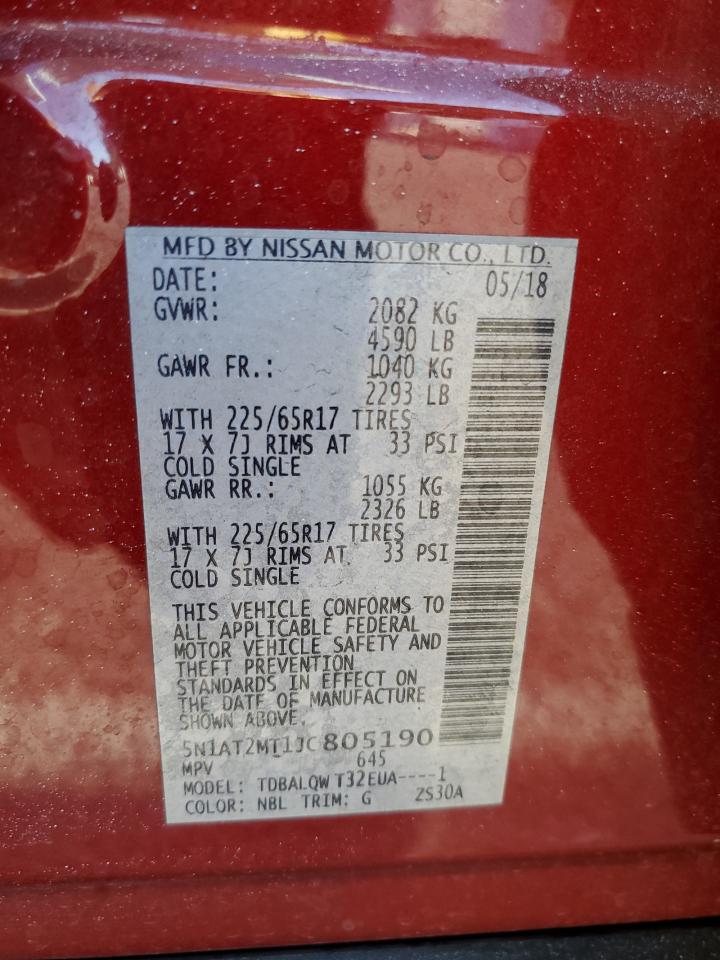 MFD BY NISSAN MOTOR CO., LTD.
DATE: 05/18
GVWR: 2082 KG
4590 LB
GAWR FR.: 1040 KG
2293 LB
WITH 225/65R17 TIRES
17 X 7J RIMS AT 33 PSI
COLD SINGLE
GAWR RR.: 1055 KG
2326 LB
WITH 225/65R17 TIRES
17 X 7J RIMS AT 33 PSI
COLD SINGLE
THIS VEHICLE CONFORMS TO
ALL APPLICABLE FEDERAL
MOTOR VEHICLE SAFETY AND
THEFT PREVENTION
STANDARDS IN EFFECT ON
THE DATE OF MANUFACTURE
SHOWN ABOVE.
5N1AT2MT1JC805190
MPV 645
MODEL: TDBALQW T32EUA----1
COLOR: NBL TRIM: G ZS30A